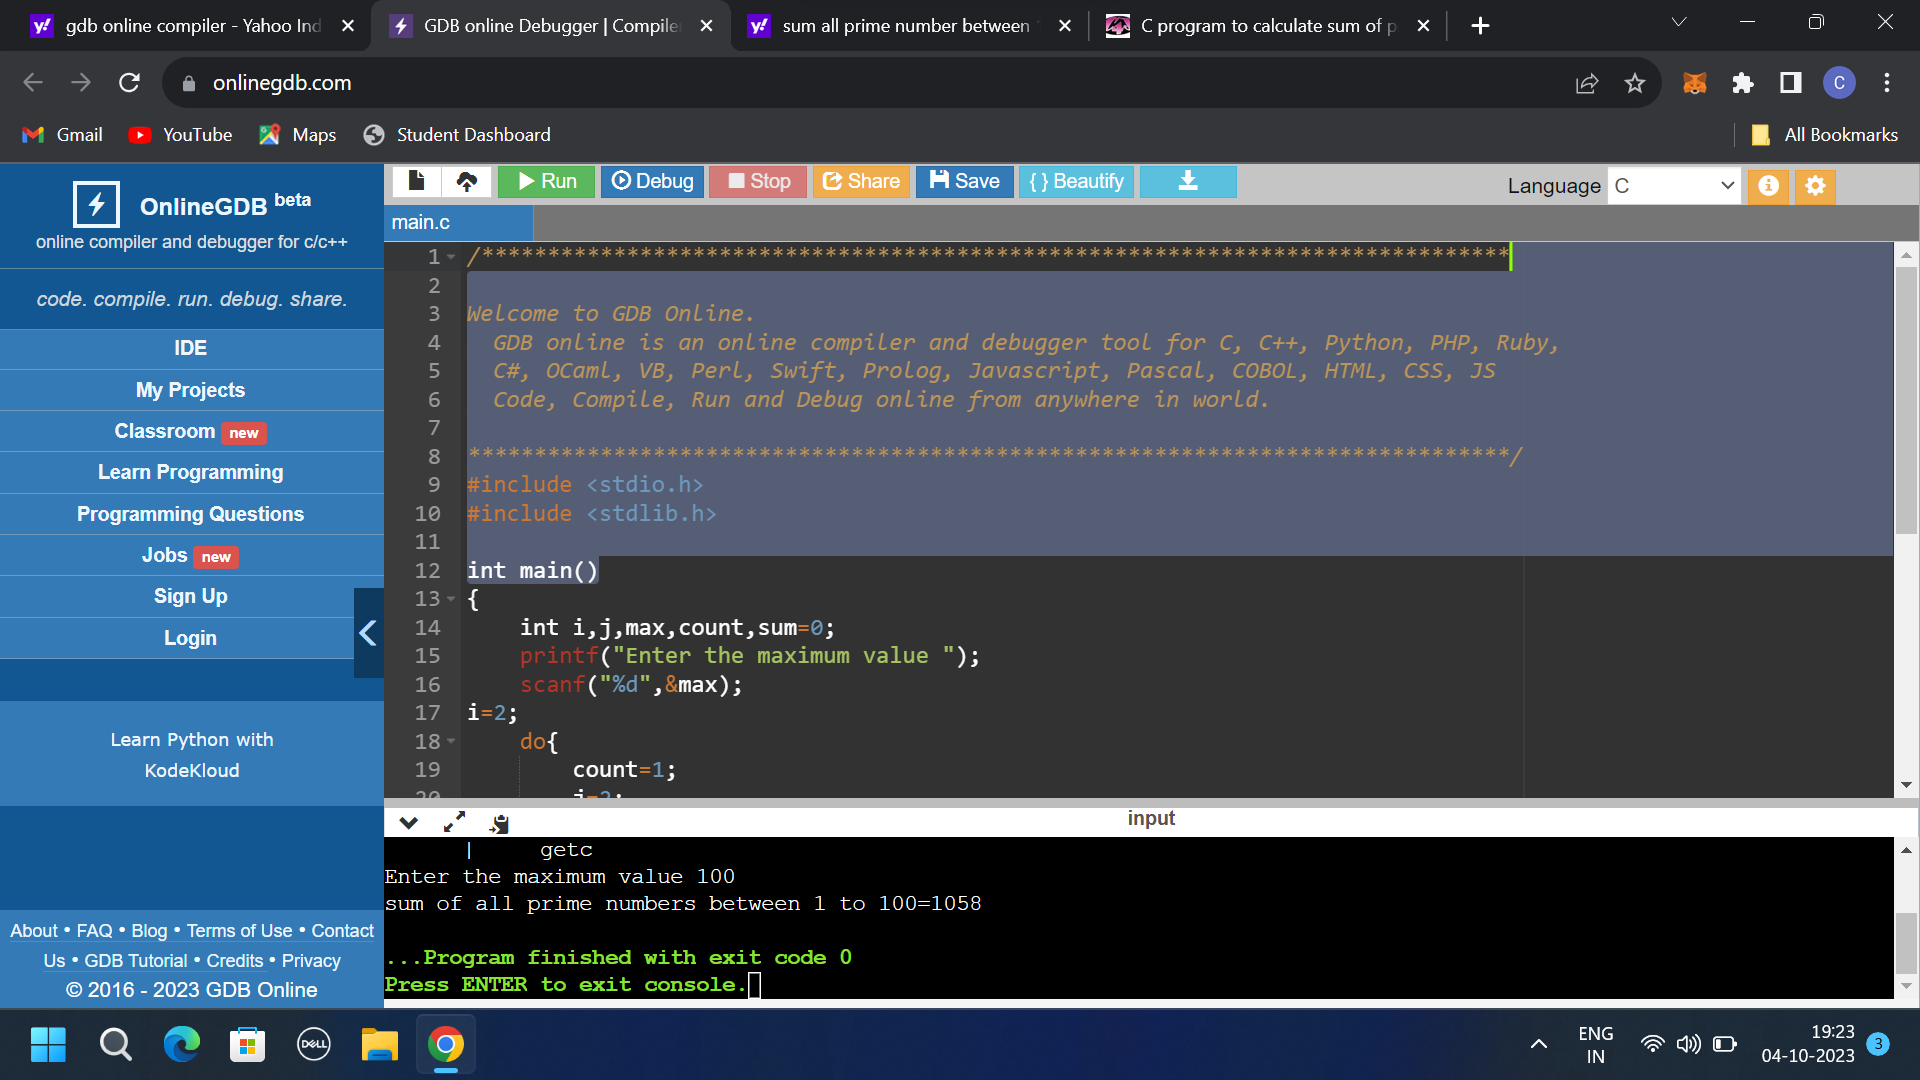 gdb online compiler - Yahoo Ind
GDB online Debugger | Compiler
sum all prime number between
C program to calculate sum of p
onlinegdb.com
C
Gmail
YouTube
Maps
Student Dashboard
All Bookmarks
OnlineGDB beta
online compiler and debugger for c/c++
code. compile. run. debug. share.
IDE
My Projects
Classroom new
Learn Programming
Programming Questions
Jobs new
Sign Up
Login
Learn Python with
KodeKloud
About • FAQ • Blog • Terms of Use • Contact
Us • GDB Tutorial • Credits • Privacy
© 2016 - 2023 GDB Online
Run
Debug
Stop
Share
Save
{ } Beautify
Language C
main.c
1 /******************************************************************************
2
3 Welcome to GDB Online.
4 GDB online is an online compiler and debugger tool for C, C++, Python, PHP, Ruby,
5 C#, OCaml, VB, Perl, Swift, Prolog, Javascript, Pascal, COBOL, HTML, CSS, JS
6 Code, Compile, Run and Debug online from anywhere in world.
7
8 *******************************************************************************/
9 #include <stdio.h>
10 #include <stdlib.h>
11
12 int main()
13 {
14 int i,j,max,count,sum=0;
15 printf("Enter the maximum value ");
16 scanf("%d",&max);
17 i=2;
18 do{
19 count=1;
20 j=2;
input
| getc
Enter the maximum value 100
sum of all prime numbers between 1 to 100=1058
...Program finished with exit code 0
Press ENTER to exit console.
DELL
ENG
IN
19:23
04-10-2023
3